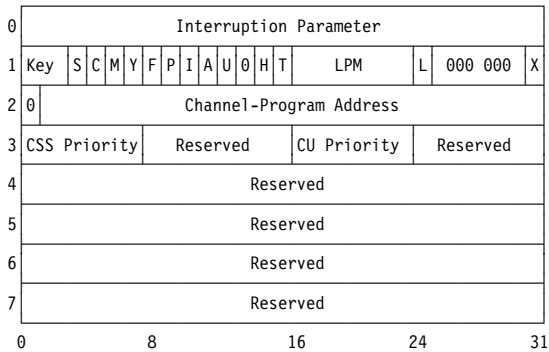 0 Interruption Parameter
1 Key S C M Y F P I A U 0 H T LPM L 000 000 X
2 0 Channel-Program Address
3 CSS Priority Reserved CU Priority Reserved
4 Reserved
5 Reserved
6 Reserved
7 Reserved
0 8 16 24 31